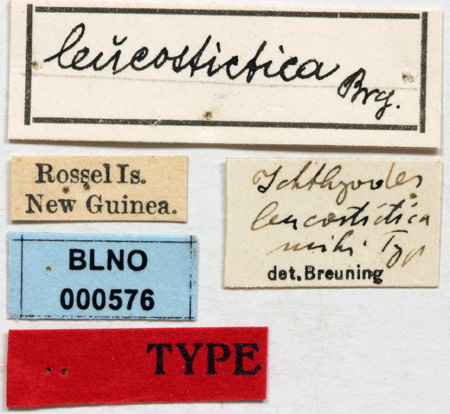 leucostictica Brg.
Rossel Is.
New Guinea.
Ichthyodes
leucostictica
mihi Typ
det. Breuning
BLNO
000576
TYPE